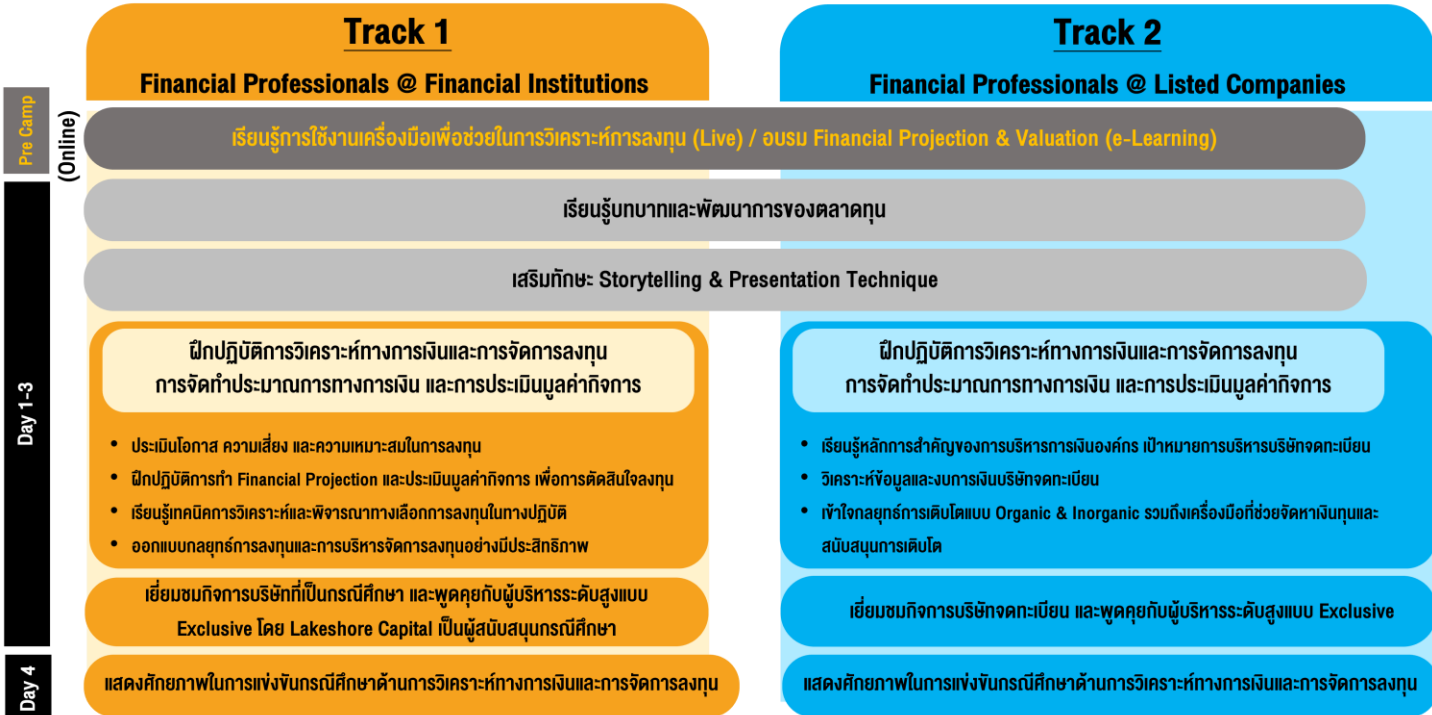 Track 1
Financial Professionals @ Financial Institutions
Track 2
Financial Professionals @ Listed Companies
Pre Camp
(Online)
เรียนรู้การใช้งานเครื่องมือเพื่อช่วยในการวิเคราะห์การลงทุน (Live) / อบรม Financial Projection & Valuation (e-Learning)
Day 1-3
เรียนรู้บทบาทและพัฒนาการของตลาดทุน
เสริมทักษะ Storytelling & Presentation Technique
ฝึกปฏิบัติการวิเคราะห์ทางการเงินและการจัดการลงทุน
การจัดทำประมาณการทางการเงิน และการประเมินมูลค่ากิจการ
• ประเมินโอกาส ความเสี่ยง และความเหมาะสมในการลงทุน
• ฝึกปฏิบัติการทำ Financial Projection และประเมินมูลค่ากิจการ เพื่อการตัดสินใจลงทุน
• เรียนรู้เทคนิคการวิเคราะห์และพิจารณาทางเลือกการลงทุนในทางปฏิบัติ
• ออกแบบกลยุทธ์การลงทุนและการบริหารจัดการลงทุนอย่างมีประสิทธิภาพ
เยี่ยมชมกิจการบริษัทที่เป็นกรณีศึกษา และพูดคุยกับผู้บริหารระดับสูงแบบ
Exclusive โดย Lakeshore Capital เป็นผู้สนับสนุนกรณีศึกษา
ฝึกปฏิบัติการวิเคราะห์ทางการเงินและการจัดการลงทุน
การจัดทำประมาณการทางการเงิน และการประเมินมูลค่ากิจการ
• เรียนรู้หลักการสำคัญของการบริหารการเงินองค์กร เป้าหมายการบริหารบริษัทจดทะเบียน
• วิเคราะห์ข้อมูลและงบการเงินบริษัทจดทะเบียน
• เข้าใจกลยุทธ์การเติบโตแบบ Organic & Inorganic รวมถึงเครื่องมือที่ช่วยจัดหาเงินทุนและ
สนับสนุนการเติบโต
เยี่ยมชมกิจการบริษัทจดทะเบียน และพูดคุยกับผู้บริหารระดับสูงแบบ Exclusive
Day 4
แสดงศักยภาพในการแข่งขันกรณีศึกษาด้านการวิเคราะห์ทางการเงินและการจัดการลงทุน
แสดงศักยภาพในการแข่งขันกรณีศึกษาด้านการวิเคราะห์ทางการเงินและการจัดการลงทุน